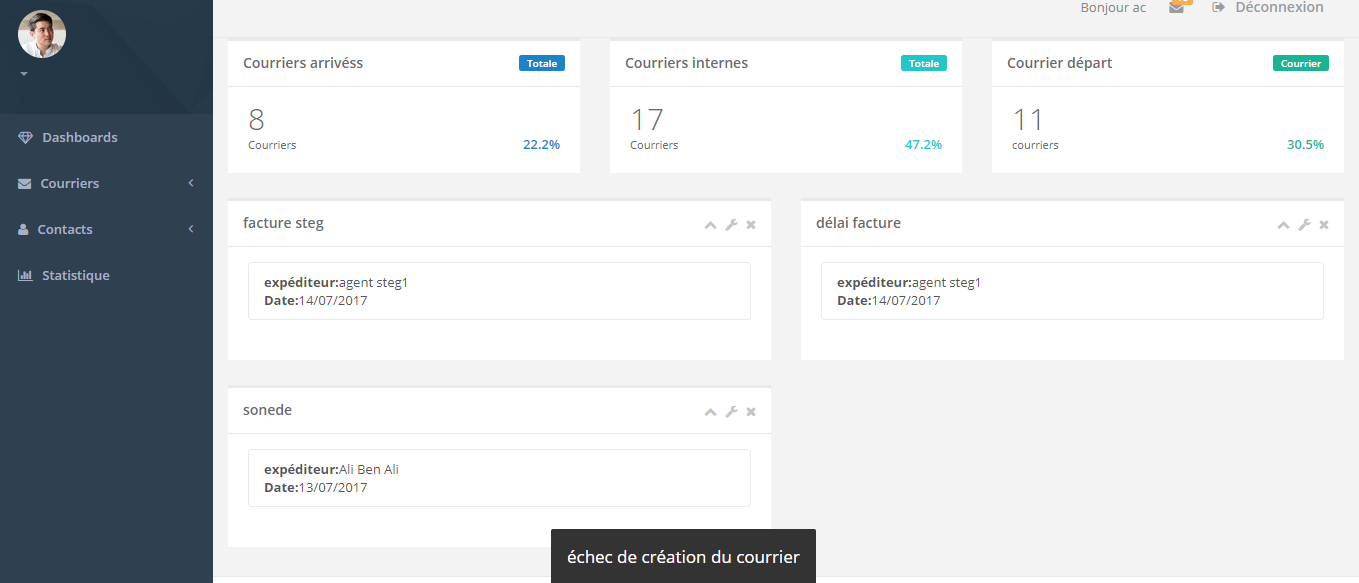 Bonjour ac
Déconnexion
Dashboards
Courriers
Contacts
Statistique
Courriers arrivéss
Totale
8
Courriers
22.2%
Courriers internes
Totale
17
Courriers
47.2%
Courrier départ
Courrier
11
courriers
30.5%
facture steg
expéditeur:agent steg1
Date:14/07/2017
délai facture
expéditeur:agent steg1
Date:14/07/2017
sonede
expéditeur:Ali Ben Ali
Date:13/07/2017
échec de création du courrier